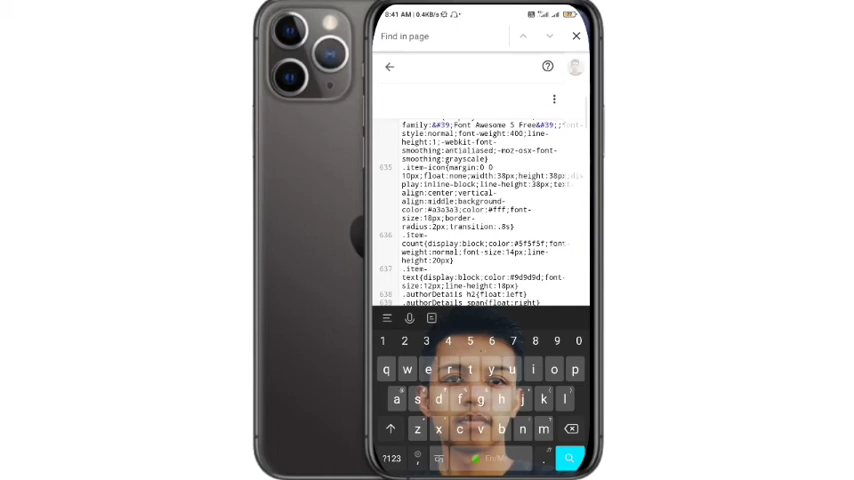 8:41 AM | 0.4KB/s
Find in page
family:&#39;Font Awesome 5 Free&#39;;font-
style:normal;font-weight:400;line-
height:1;-webkit-font-
smoothing:antialiased;-moz-osx-font-
smoothing:grayscale}
635 .item-icon{margin:0 0
10px;float:none;width:38px;height:38px;dis
play:inline-block;line-height:38px;text-
align:center;vertical-
align:middle;background-
color:#a3a3a3;color:#fff;font-
size:18px;border-
radius:2px;transition:.8s}
636 .item-
count{display:block;color:#5f5f5f;font-
weight:normal;font-size:14px;line-
height:20px}
637 .item-
text{display:block;color:#9d9d9d;font-
size:12px;line-height:18px}
638 .authorDetails h2{float:left}
639 .authorDetails span{float:right}
1 2 3 4 5 6 7 8 9 0
q w e r t y u i o p
a s d f g h j k l
z x c v b n m
?123 , En/M .